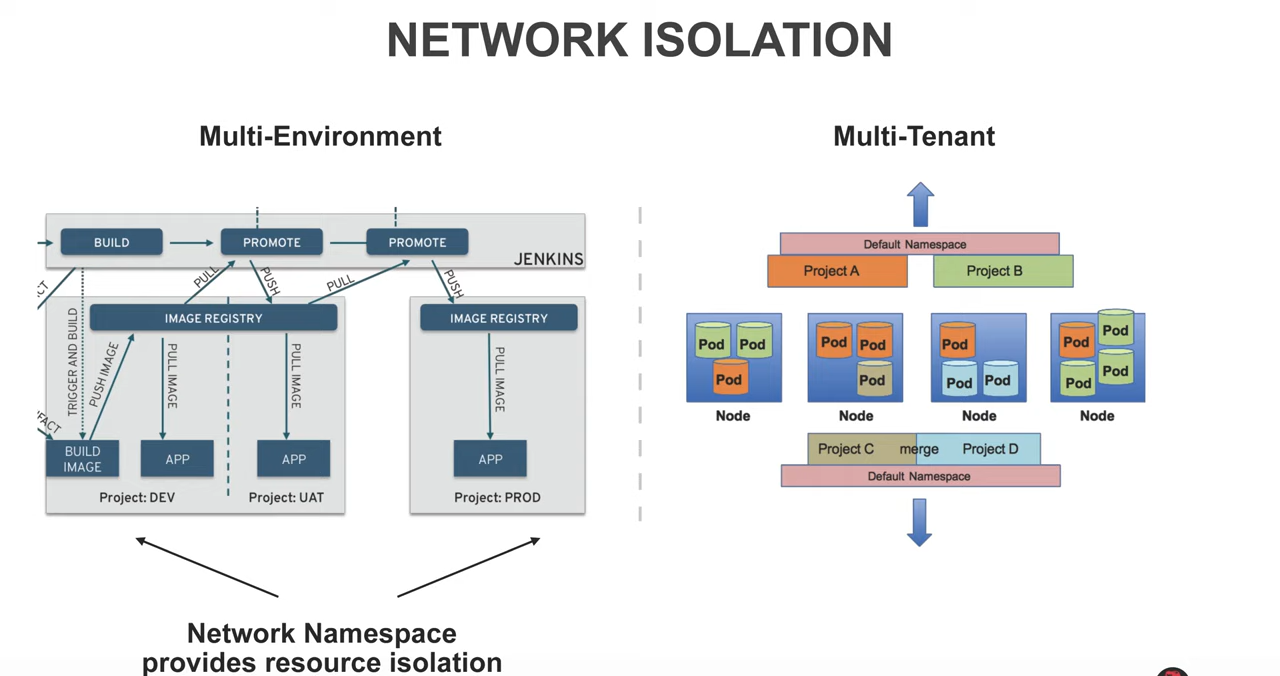 NETWORK ISOLATION
Multi-Environment
BUILD
PROMOTE
PROMOTE
JENKINS
PULL
PUSH
PULL
PUSH
CT
IMAGE REGISTRY
IMAGE REGISTRY
TRIGGER AND BUILD
PUSH IMAGE
PULL IMAGE
PULL IMAGE
PULL IMAGE
FACT
BUILD
IMAGE
APP
APP
APP
Project: DEV
Project: UAT
Project: PROD
Network Namespace
provides resource isolation
Multi-Tenant
Default Namespace
Project A
Project B
Pod
Pod
Pod
Node
Pod
Pod
Pod
Node
Pod
Pod
Pod
Node
Pod
Pod
Pod
Pod
Node
Project C
merge
Project D
Default Namespace